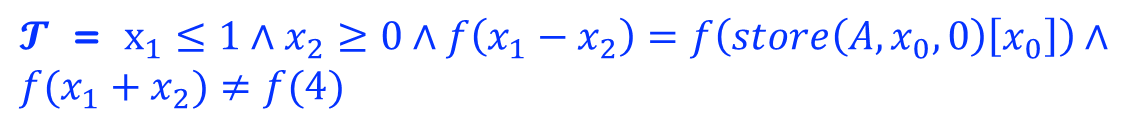 𝓣 = x₁ ≤ 1 ∧ x₂ ≥ 0 ∧ f(x₁ − x₂) = f(store(A, x₀, 0)[x₀]) ∧
f(x₁ + x₂) ≠ f(4)